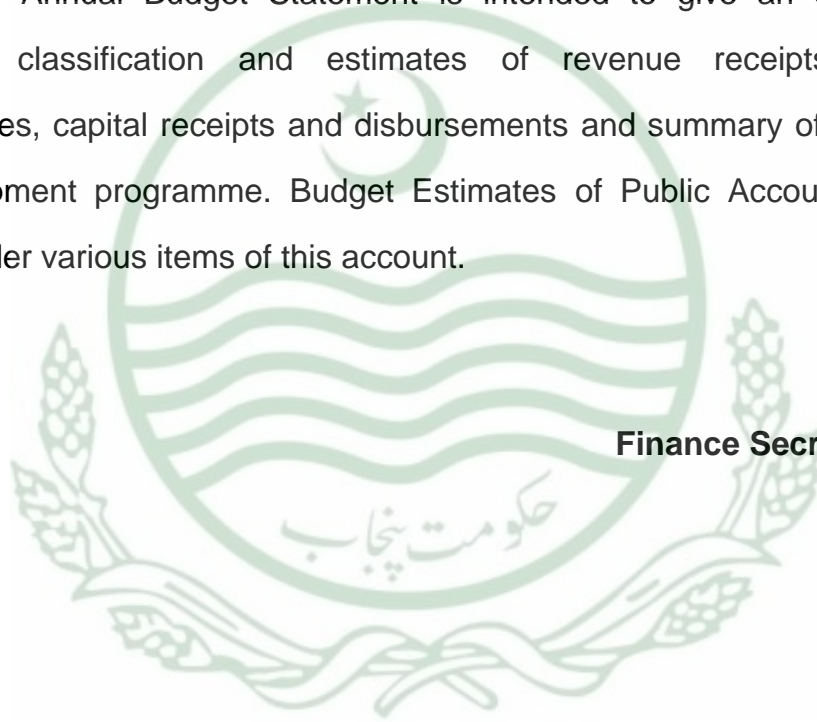 Annual Budget Statement is intended to give an
classification and estimates of revenue receipts
es, capital receipts and disbursements and summary of
pment programme. Budget Estimates of Public Accou
der various items of this account.
Finance Secr
حکومت پنجاب